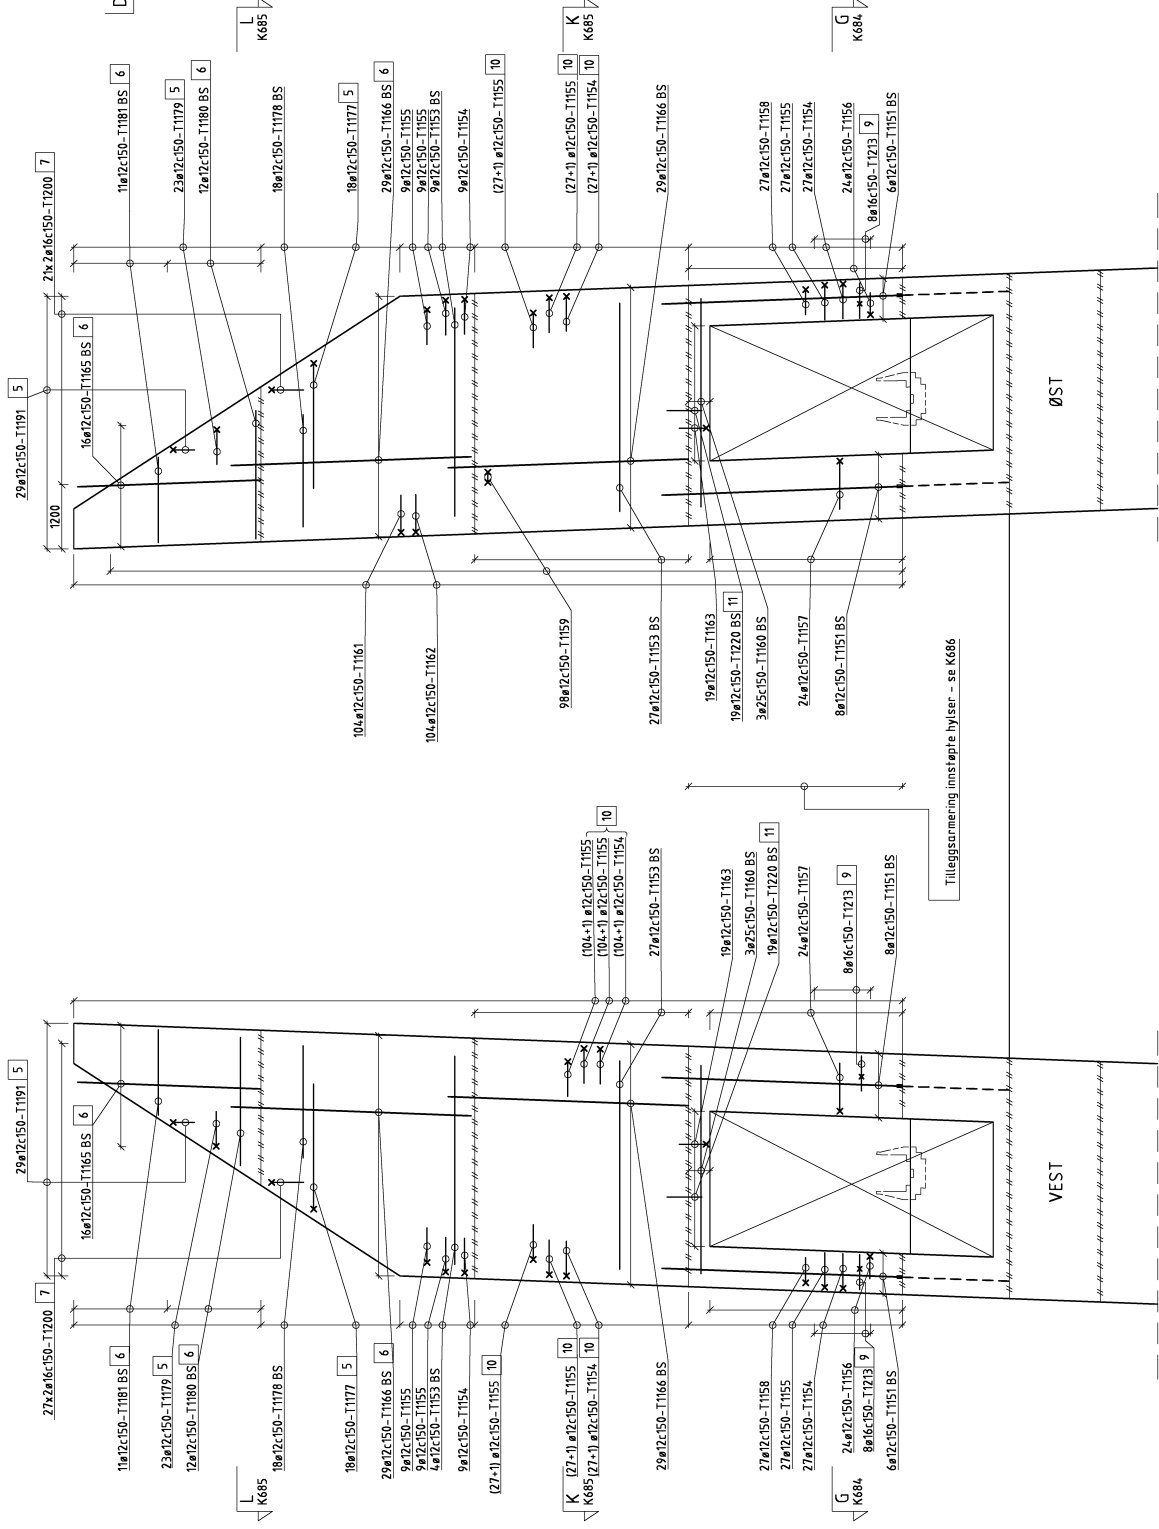 D
L
K685
K
K685
G
K684
11ø12c150-T1181 BS 6
23ø12c150-T1179 5
12ø12c150-T1180 BS 6
18ø12c150-T1178 BS
18ø12c150-T1177 5
29ø12c150-T1166 BS 6
9ø12c150-T1155
9ø12c150-T1155
9ø12c150-T1153 BS
9ø12c150-T1154
(27+1) ø12c150-T1155 10
(27+1) ø12c150-T1155 10
(27+1) ø12c150-T1154 10
29ø12c150-T1166 BS
27ø12c150-T1158
27ø12c150-T1155
27ø12c150-T1154
24ø12c150-T1156
8ø16c150-T1213 9
6ø12c150-T1151 BS
21x2ø16c150-T1200 7
29ø12c150-T1191 5
16ø12c150-T1165 BS 6
1200
ØST
104ø12c150-T1161
104ø12c150-T1162
98ø12c150-T1159
27ø12c150-T1153 BS
19ø12c150-T1163
19ø12c150-T1220 BS 11
3ø25c150-T1160 BS
24ø12c150-T1157
8ø12c150-T1151 BS
Tilleggsarmering innstøpte hylser - se K686
(104+1) ø12c150-T1155
(104+1) ø12c150-T1155
(104+1) ø12c150-T1154
10
27ø12c150-T1153 BS
19ø12c150-T1163
3ø25c150-T1160 BS
19ø12c150-T1220 BS 11
24ø12c150-T1157
8ø16c150-T1213 9
8ø12c150-T1151 BS
29ø12c150-T1191 5
16ø12c150-T1165 BS 6
27x2ø16c150-T1200 7
VEST
11ø12c150-T1181 BS 6
23ø12c150-T1179 5
12ø12c150-T1180 BS 6
18ø12c150-T1178 BS
18ø12c150-T1177 5
29ø12c150-T1166 BS 6
9ø12c150-T1155
9ø12c150-T1155
4ø12c150-T1153 BS
9ø12c150-T1154
(27+1) ø12c150-T1155 10
(27+1) ø12c150-T1155 10
(27+1) ø12c150-T1154 10
29ø12c150-T1166 BS
27ø12c150-T1158
27ø12c150-T1155
27ø12c150-T1154
24ø12c150-T1156
8ø16c150-T1213 9
6ø12c150-T1151 BS
L
K685
K
K685
G
K684